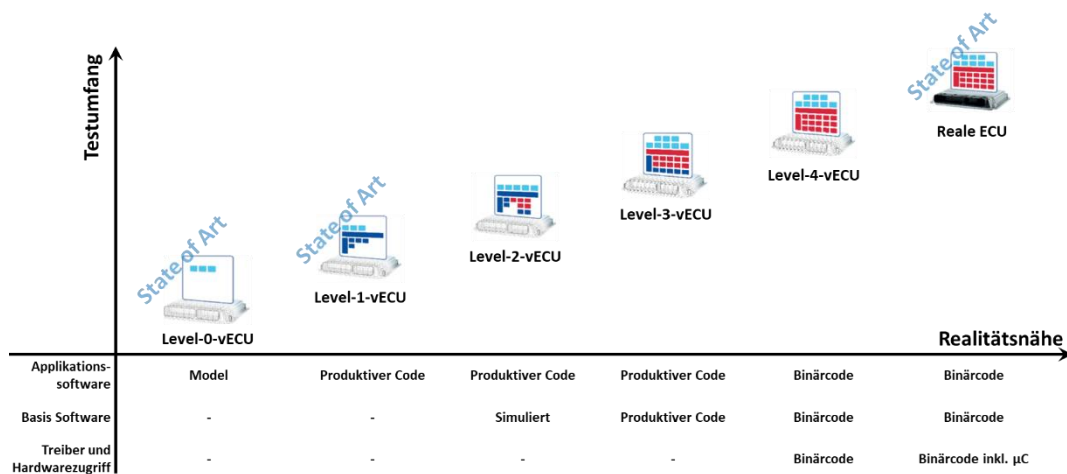 Testumfang
State of Art
Reale ECU
Level-4-vECU
Level-3-vECU
Level-2-vECU
State of Art
Level-1-vECU
State of Art
Level-0-vECU
Realitätsnähe
Applikations-
software
Model
Produktiver Code
Produktiver Code
Produktiver Code
Binärcode
Binärcode
Basis Software
-
-
Simuliert
Produktiver Code
Binärcode
Binärcode
Treiber und
Hardwarezugriff
-
-
-
-
Binärcode
Binärcode inkl. µC